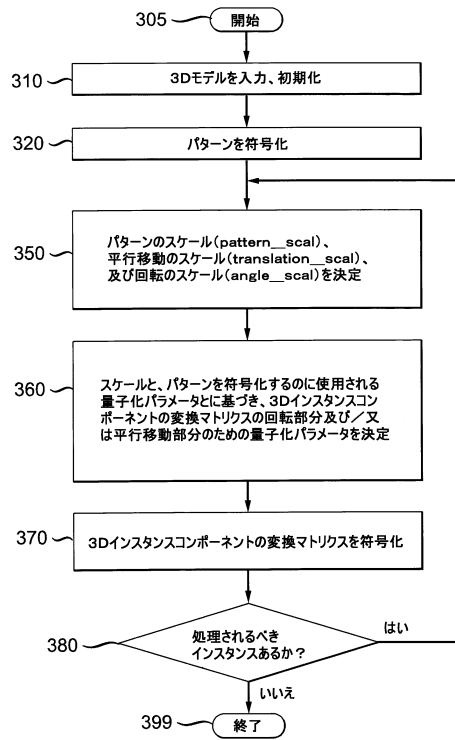 305 開始
310 3Dモデルを入力、初期化
320 パターンを符号化
350 パターンのスケール(pattern__scal)、
平行移動のスケール(translation__scal)、
及び回転のスケール(angle__scal)を決定
360 スケールと、パターンを符号化するのに使用される
量子化パラメータとに基づき、3Dインスタンスコン
ポーネントの変換マトリクスの回転部分及び/又
は平行移動部分のための量子化パラメータを決定
370 3Dインスタンスコンポーネントの変換マトリクスを符号化
380 処理されるべき
インスタンスあるか?
はい
いいえ
399 終了